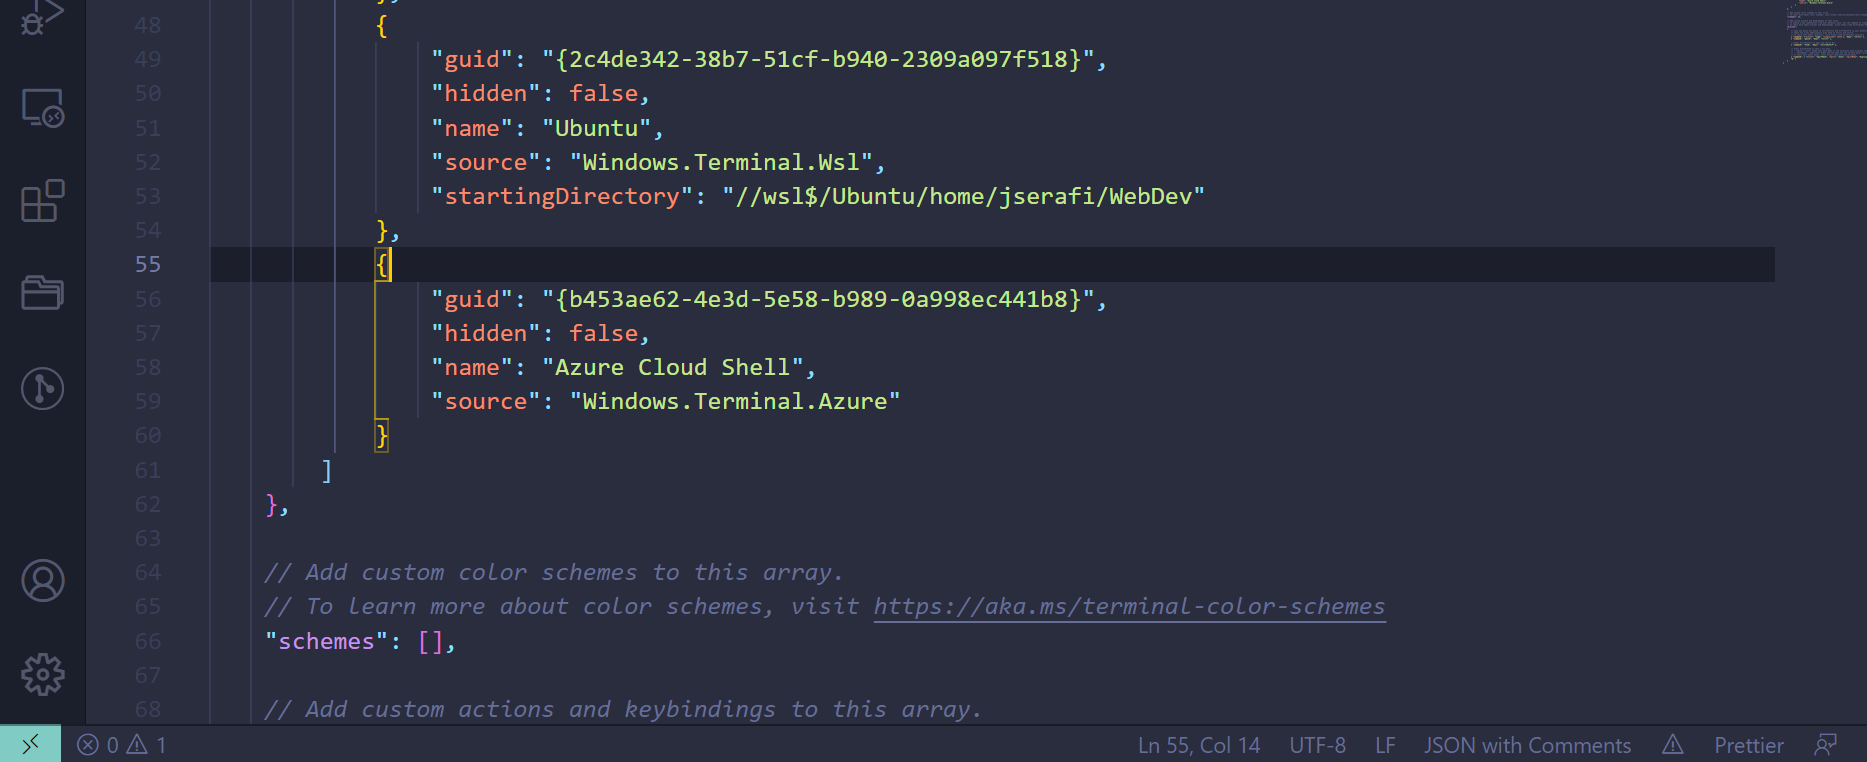 48 {
49 "guid": "{2c4de342-38b7-51cf-b940-2309a097f518}",
50 "hidden": false,
51 "name": "Ubuntu",
52 "source": "Windows.Terminal.Wsl",
53 "startingDirectory": "//wsl$/Ubuntu/home/jserafi/WebDev"
54 },
55 {
56 "guid": "{b453ae62-4e3d-5e58-b989-0a998ec441b8}",
57 "hidden": false,
58 "name": "Azure Cloud Shell",
59 "source": "Windows.Terminal.Azure"
60 }
61 ]
62 },
63
64 // Add custom color schemes to this array.
65 // To learn more about color schemes, visit https://aka.ms/terminal-color-schemes
66 "schemes": [],
67
68 // Add custom actions and keybindings to this array.
0 1 Ln 55, Col 14 UTF-8 LF JSON with Comments Prettier